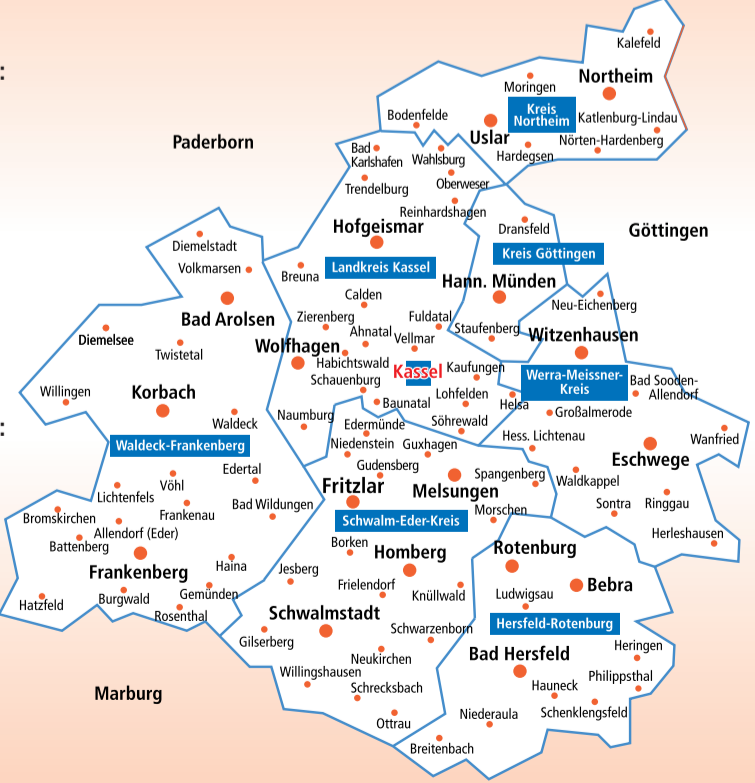 :
Kalefeld
Northeim
Moringen
Kreis
Northeim
Bodenfelde
Katlenburg-Lindau
Uslar
Nörten-Hardenberg
Paderborn
Hardegsen
Bad
Karlshafen
Wahlsburg
Trendelburg
Oberweser
Reinhardshagen
Hofgeismar
Dransfeld
Göttingen
Diemelstadt
Kreis Göttingen
Volkmarsen
Breuna
Landkreis Kassel
Hann. Münden
Calden
Neu-Eichenberg
Bad Arolsen
Zierenberg
Fuldatal
Ahnatal
Vellmar
Staufenberg
Witzenhausen
Diemelsee
Twistetal
Wolfhagen
Habichtswald
Kassel
Kaufungen
Werra-Meissner-
Kreis
Bad Sooden-
Allendorf
Schauenburg
Willingen
Korbach
Lohfelden
Helsa
Baunatal
Großalmerode
Waldeck
Naumburg
Edermünde
Söhrewald
Wanfried
Waldeck-Frankenberg
Niedenstein
Guxhagen
Hess. Lichtenau
:
Eschwege
Gudensberg
Edertal
Spangenberg
Waldkappel
Vöhl
Fritzlar
Melsungen
Lichtenfels
Ringgau
Bad Wildungen
Sontra
Frankenau
Morschen
Bromskirchen
Schwalm-Eder-Kreis
Allendorf (Eder)
Herleshausen
Battenberg
Borken
Rotenburg
Homberg
Haina
Jesberg
Frankenberg
Bebra
Frielendorf
Knüllwald
Ludwigsau
Gemünden
Burgwald
Hatzfeld
Rosenthal
Schwalmstadt
Hersfeld-Rotenburg
Schwarzenborn
Gilserberg
Heringen
Bad Hersfeld
Neukirchen
Willingshausen
Philippsthal
Schrecksbach
Hauneck
Marburg
Niederaula
Schenklengsfeld
Ottrau
Breitenbach